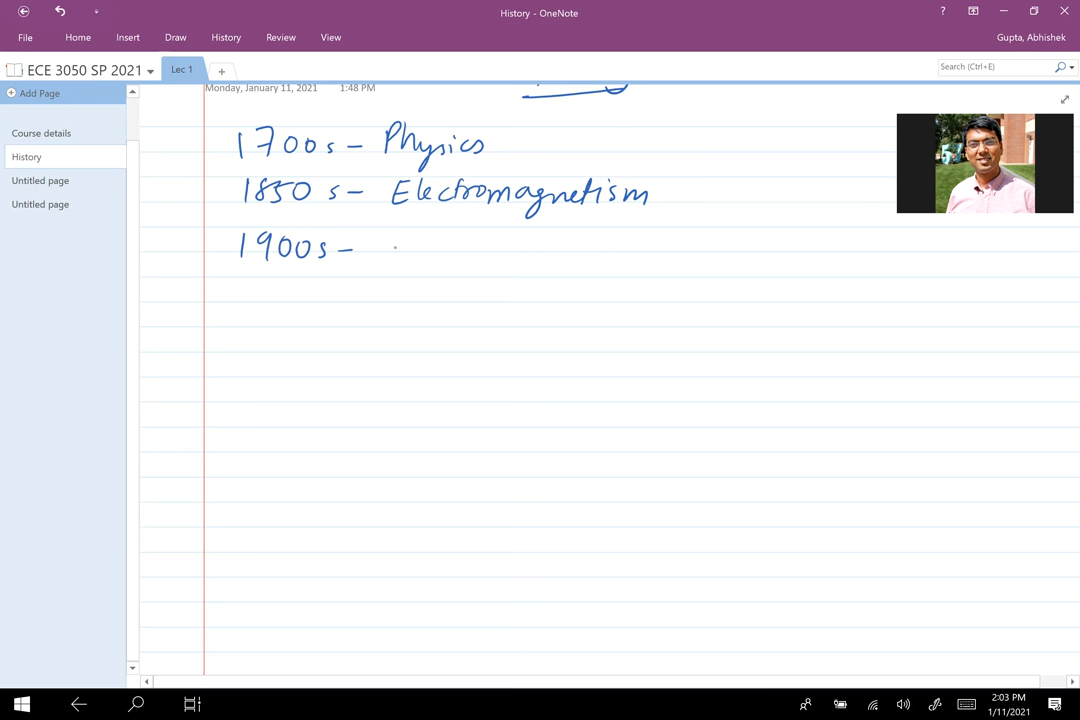 History - OneNote
Gupta, Abhishek
File Home Insert Draw History Review View
ECE 3050 SP 2021
Lec 1
Search (Ctrl+E)
Add Page
Course details
History
Untitled page
Untitled page
Monday, January 11, 2021 1:48 PM
1700s - Physics
1850s - Electromagnetism
1900s -
2:03 PM
1/11/2021